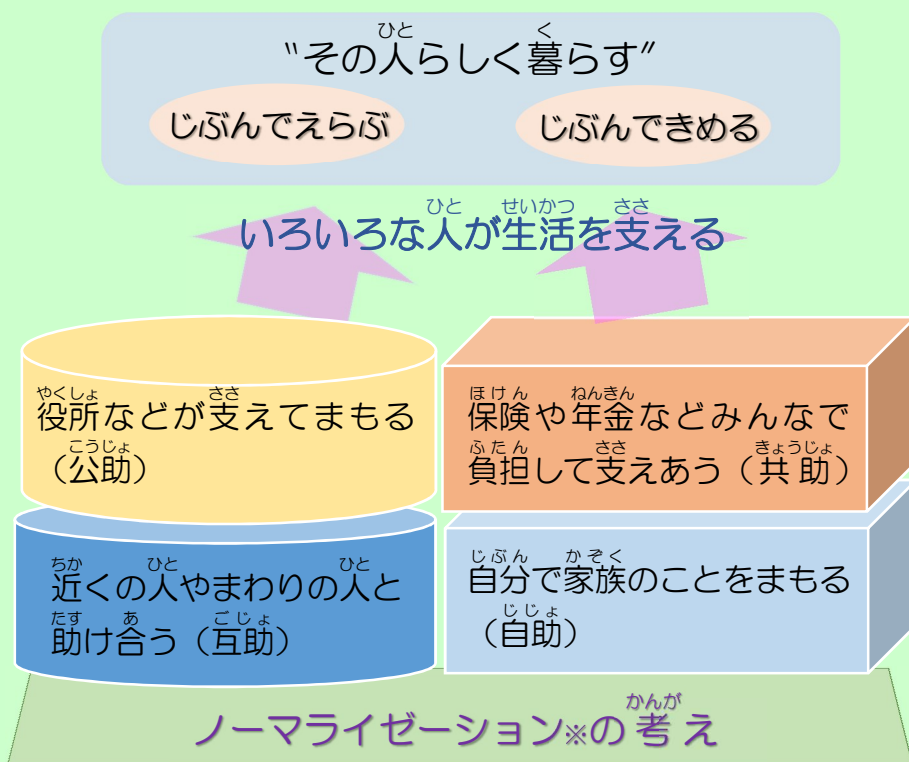 “その人らしく暮らす”
じぶんでえらぶ
じぶんできめる
いろいろな人が生活を支える
役所などが支えてまもる
（公助）
保険や年金などみんなで
負担して支えあう（共助）
近くの人やまわりの人と
助け合う（互助）
自分で家族のことをまもる
（自助）
ノーマライゼーション※の考え